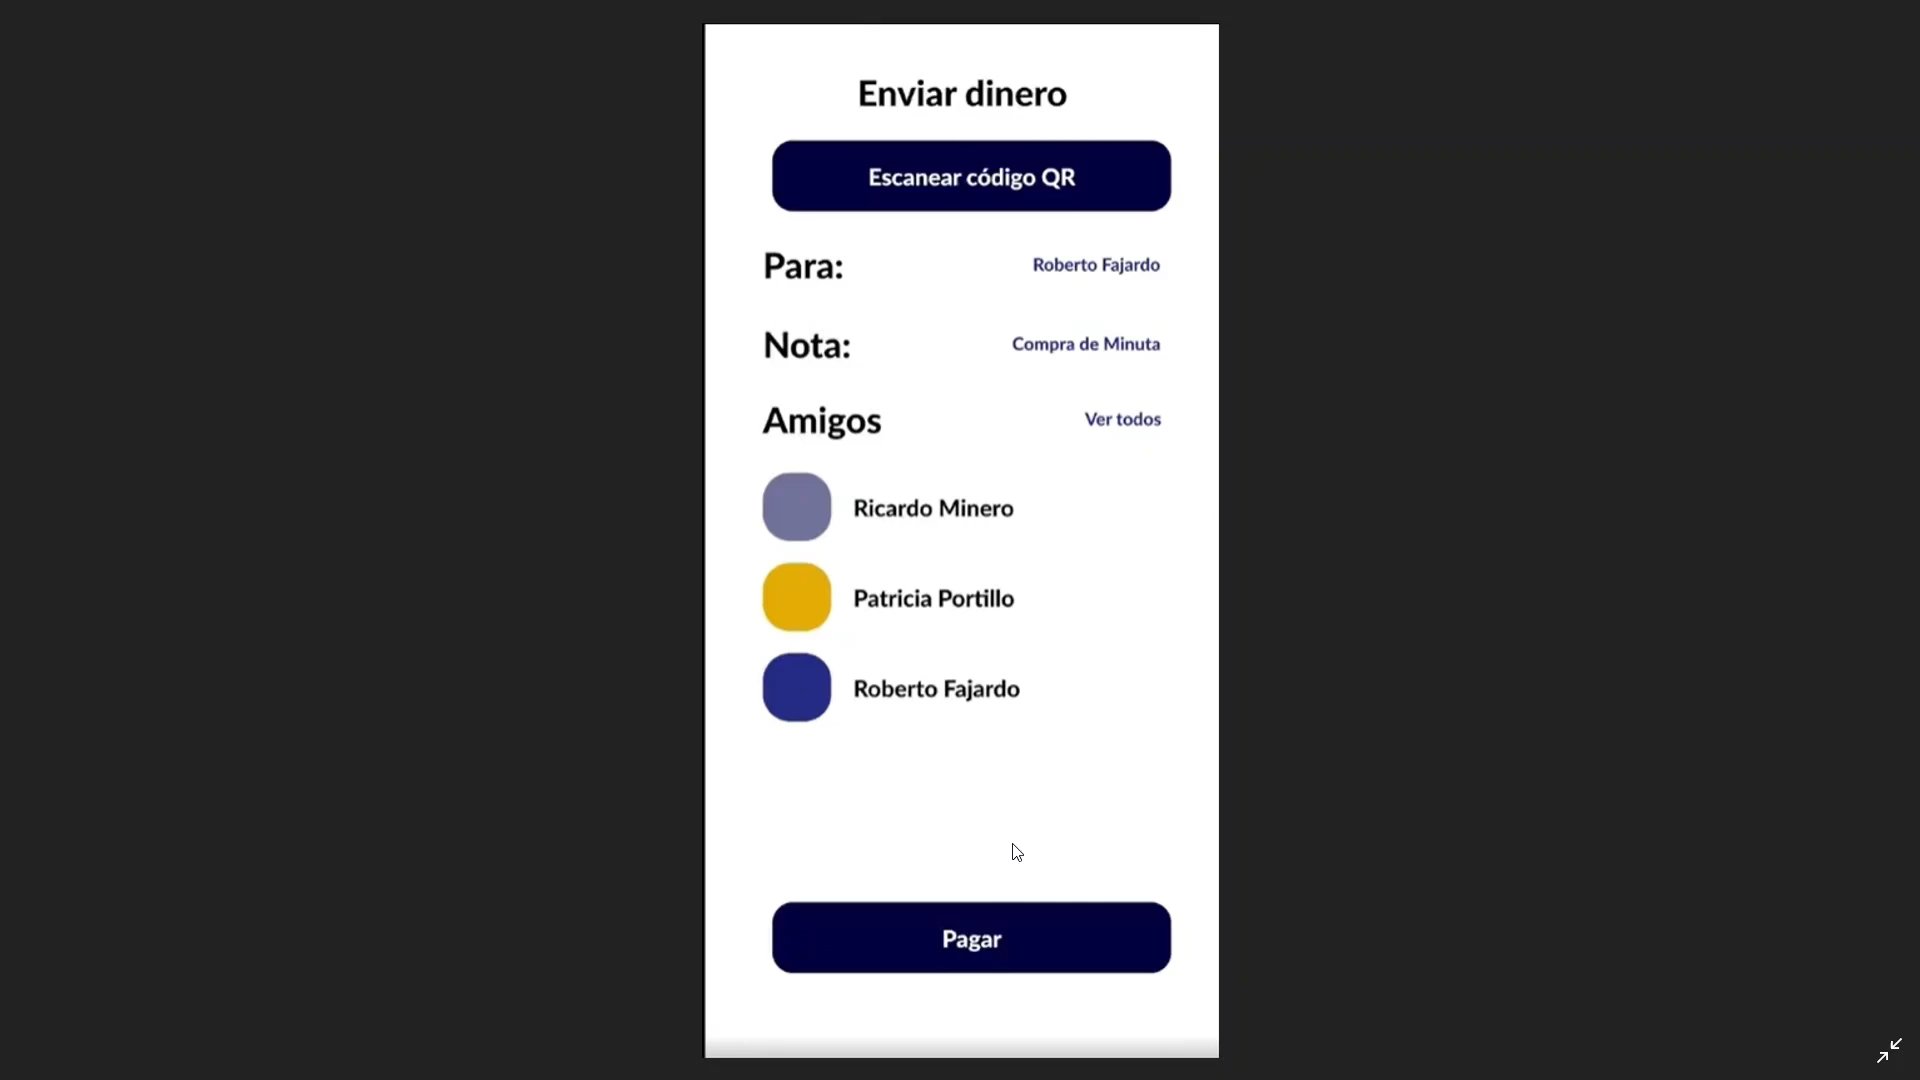 Enviar dinero
Escanear código QR
Para: Roberto Fajardo
Nota: Compra de Minuta
Amigos Ver todos
Ricardo Minero
Patricia Portillo
Roberto Fajardo
Pagar